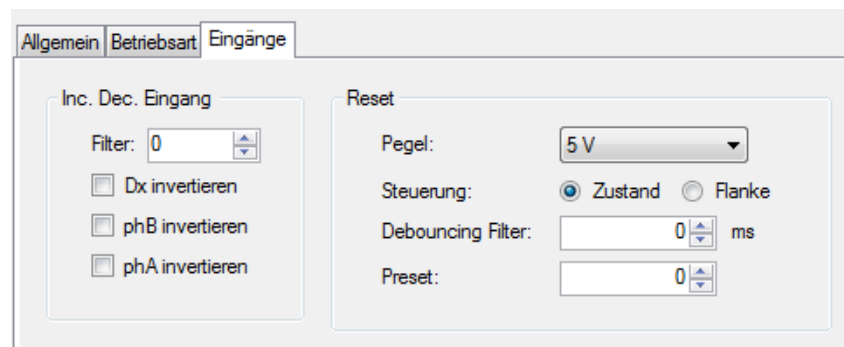 Allgemein Betriebsart Eingänge
Inc. Dec. Eingang
Filter: 0
Dx invertieren
phB invertieren
phA invertieren
Reset
Pegel: 5 V
Steuerung: Zustand Flanke
Debouncing Filter: 0 ms
Preset: 0